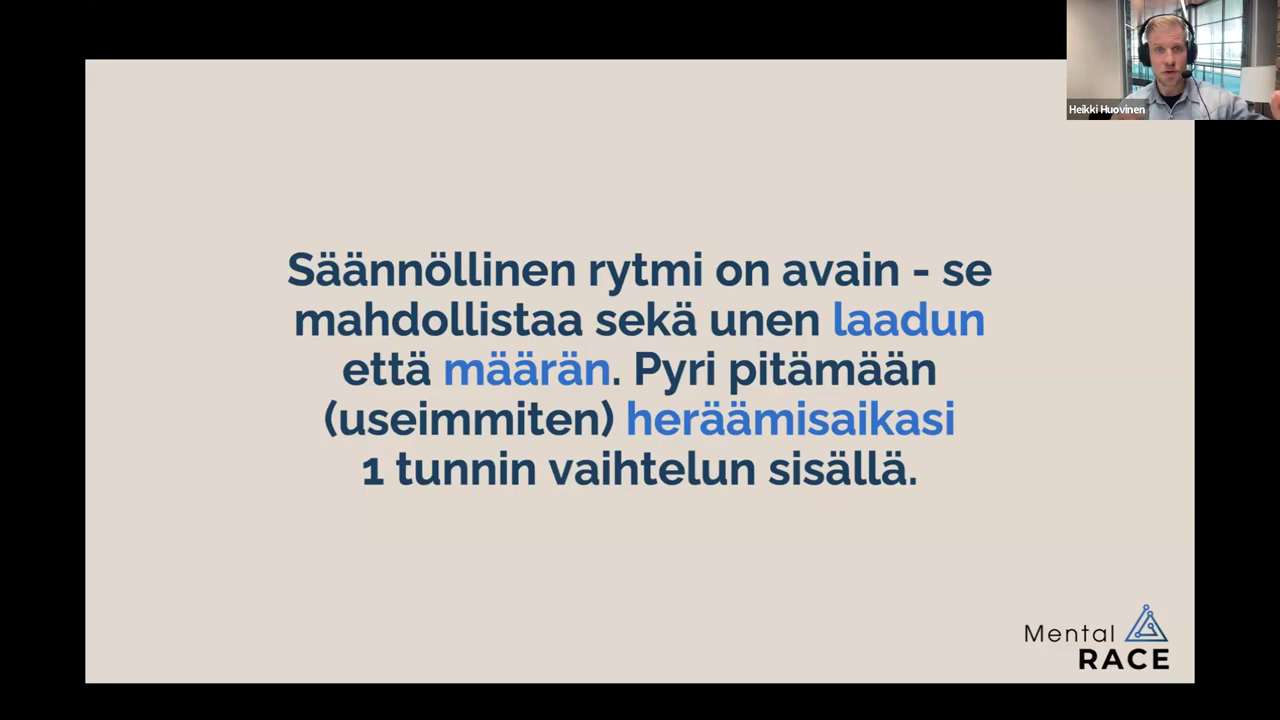 Heikki Huovinen
Säännöllinen rytmi on avain - se
mahdollistaa sekä unen laadun
että määrän. Pyri pitämään
(useimmiten) heräämisaikasi
1 tunnin vaihtelun sisällä.
Mental
RACE